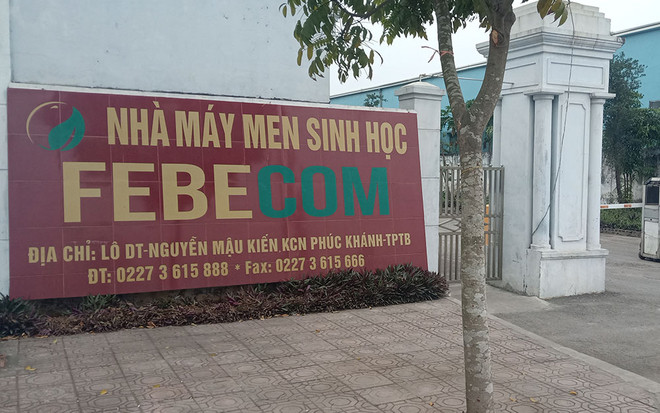 NHÀ MÁY MEN SINH HỌC
FEBECOM
ĐỊA CHỈ: LÔ DT-NGUYỄN MẬU KIẾN KCN PHÚC KHÁNH-TPTB
ĐT: 0227 3 615 888 * Fax: 0227 3 615 666